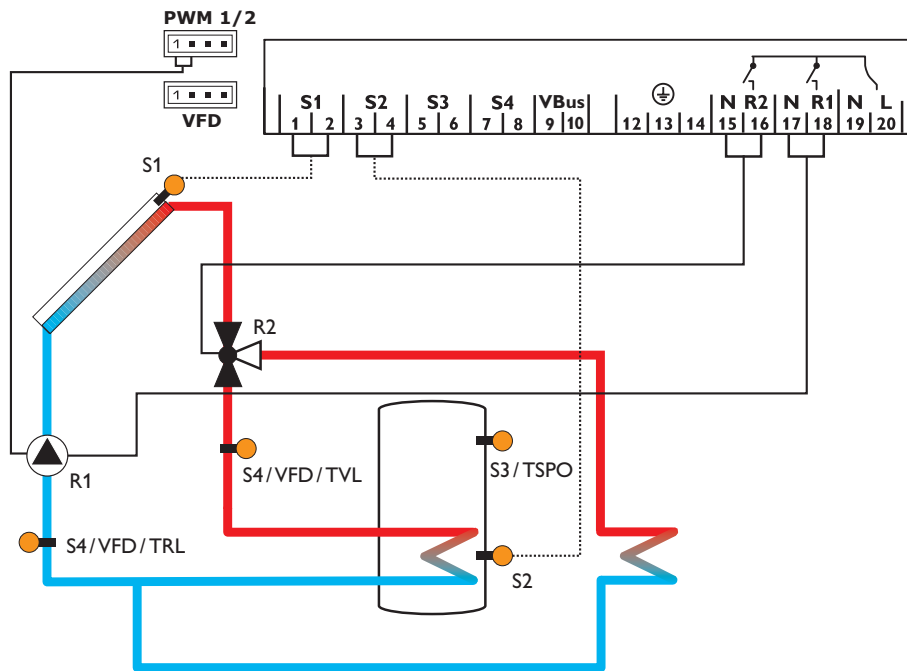 PWM 1/2
1
1
VFD
S1 S2 S3 S4 VBus N R2 N R1 N L
1 2 3 4 5 6 7 8 9 10 12 13 14 15 16 17 18 19 20
S1
R2
S4/VFD/TVL
S3/TSPO
R1
S4/VFD/TRL
S2